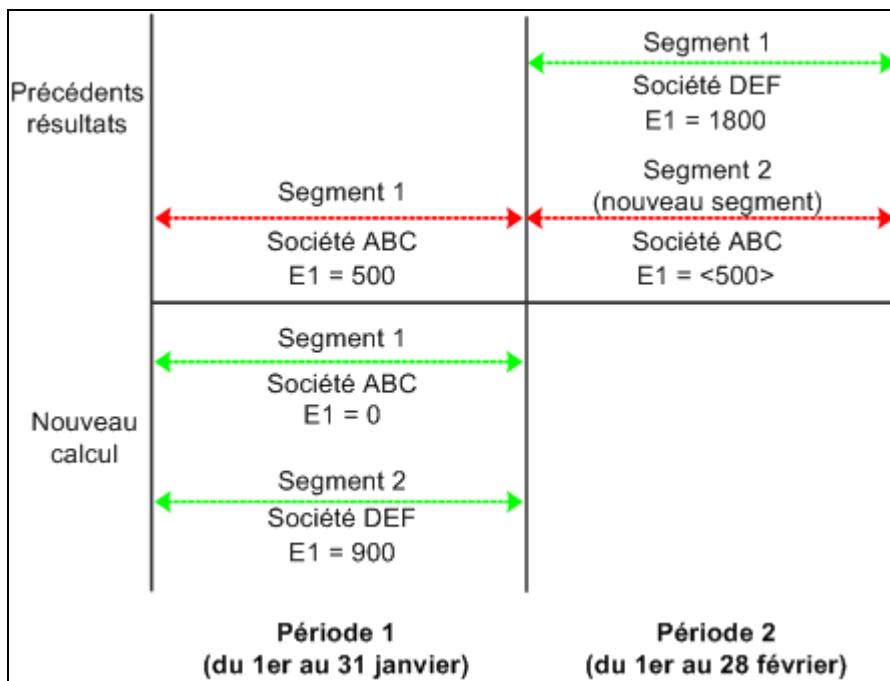 Précédents
résultats
Segment 1
Société ABC
E1 = 500
Segment 1
Société DEF
E1 = 1800
Segment 2
(nouveau segment)
Société ABC
E1 = <500>
Nouveau
calcul
Segment 1
Société ABC
E1 = 0
Segment 2
Société DEF
E1 = 900
Période 1
(du 1er au 31 janvier)
Période 2
(du 1er au 28 février)